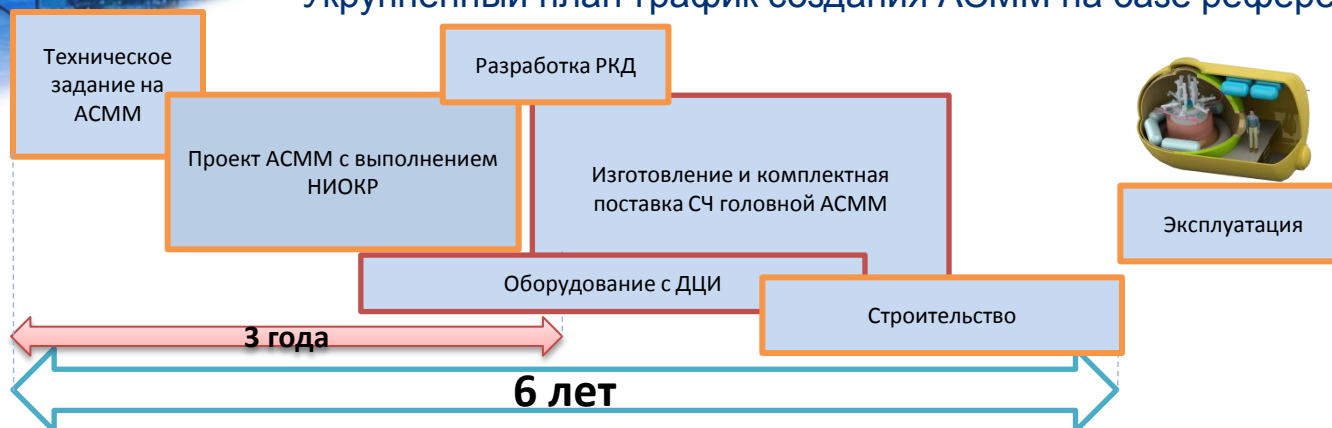 Укрупненный план график создания АСММ на базе
Техническое
задание на
АСММ
Разработка РКД
Проект АСММ с выполнением
НИОКР
Изготовление и комплектная
поставка СЧ головной АСММ
Эксплуатация
Оборудование с ДЦИ
Строительство
3 года
6 лет